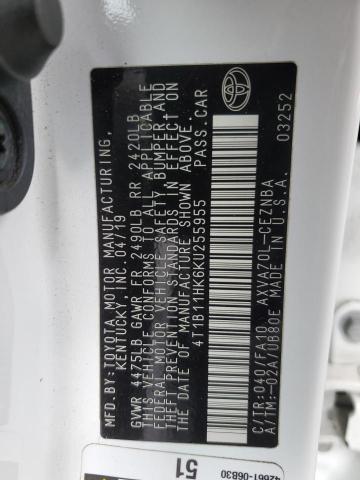 MFD. BY: TOYOTA MOTOR MANUFACTURING,
KENTUCKY, INC. 04/19
GVWR 4475LB GAWR FR 2490LB RR 2420LB
THIS VEHICLE CONFORMS TO ALL APPLICABLE
FEDERAL MOTOR VEHICLE SAFETY, BUMPER, AND
THEFT PREVENTION STANDARDS IN EFFECT ON
THE DATE OF MANUFACTURE SHOWN ABOVE.
4T1B11HK6KU255955 PASS.CAR
03252
C/TR:040/FA10 AXVA70L-CEZNBA
A/TM:-02A/UB80E MADE IN U.S.A.
42661-06B30
51